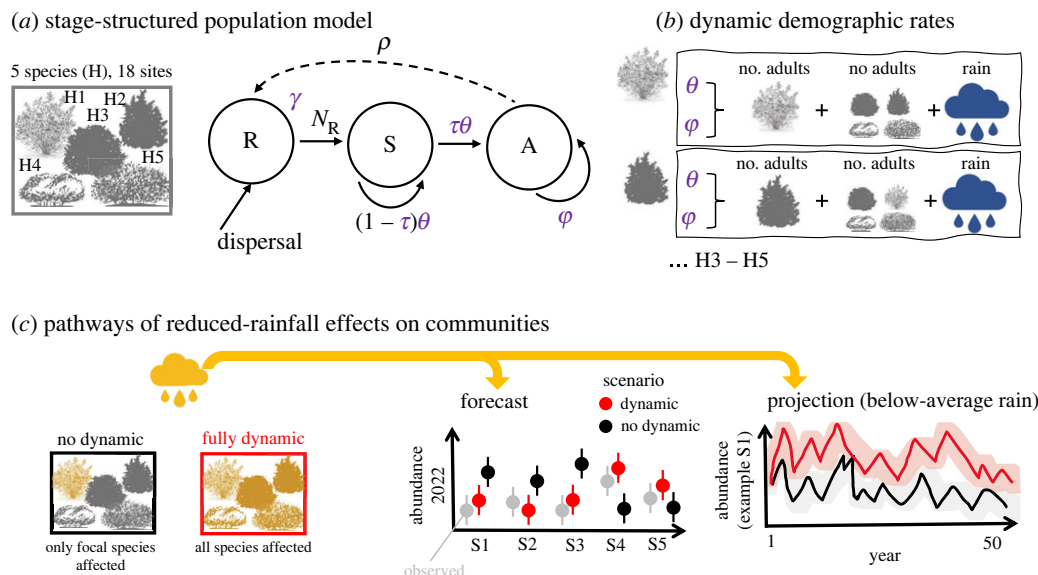 (a) stage-structured population model
5 species (H), 18 sites
H1
H2
H3
H4
H5
ρ
R
γ
N_R
S
τθ
A
(1 – τ)θ
φ
dispersal
(b) dynamic demographic rates
no. adults
no adults
rain
θ
φ
+
+
no. adults
no. adults
rain
θ
φ
+
+
... H3 – H5
(c) pathways of reduced-rainfall effects on communities
no dynamic
only focal species
affected
fully dynamic
all species affected
forecast
scenario
dynamic
no dynamic
abundance
2022
S1 S2 S3 S4 S5
observed
projection (below-average rain)
abundance
(example S1)
1 50
year